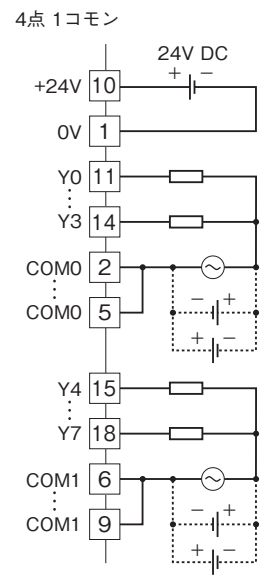 4点 1コモン
24V DC
+ −
+24V 10
0V 1
Y0 11
Y3 14
COM0 2
COM0 5
− +
+ −
Y4 15
Y7 18
COM1 6
COM1 9
− +
+ −